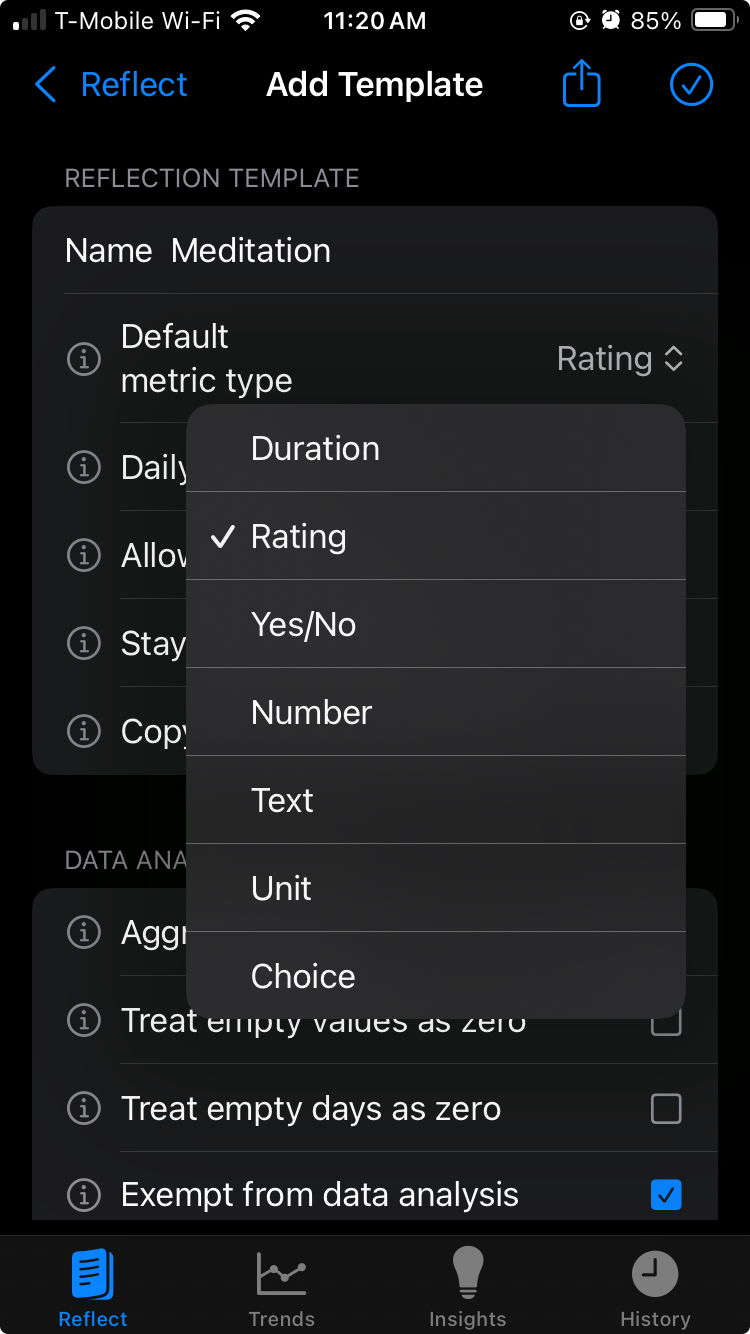 T-Mobile Wi-Fi 11:20 AM 85%
Reflect Add Template
REFLECTION TEMPLATE
Name Meditation
Default
metric type
Rating
Duration
Daily
Rating
Allow
Yes/No
Stay
Number
Copy
Text
DATA ANA
Unit
Aggr
Choice
Treat empty values as zero
Treat empty days as zero
Exempt from data analysis
Reflect Trends Insights History